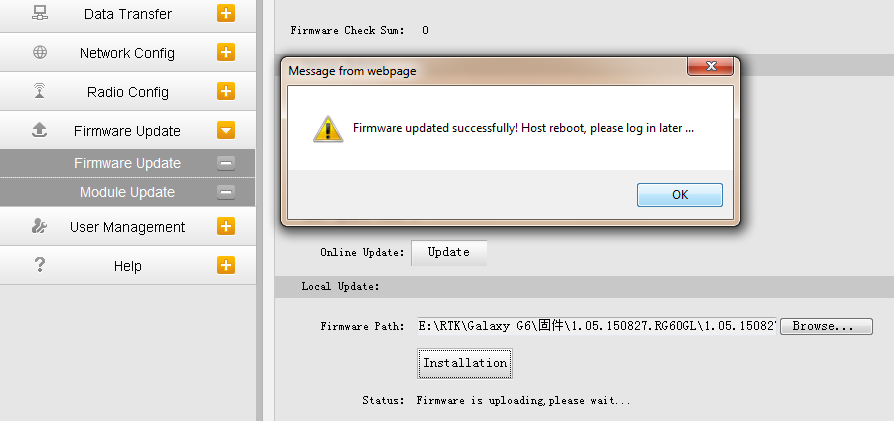 Data Transfer
Network Config
Radio Config
Firmware Update
Firmware Update
Module Update
User Management
Help
Firmware Check Sum: 0
Message from webpage
Firmware updated successfully! Host reboot, please log in later ...
OK
Online Update: Update
Local Update:
Firmware Path: E:\RTK\Galaxy G6\固件\1.05.150827.RG60GL\1.05.15082 Browse...
Installation
Status: Firmware is uploading,please wait...